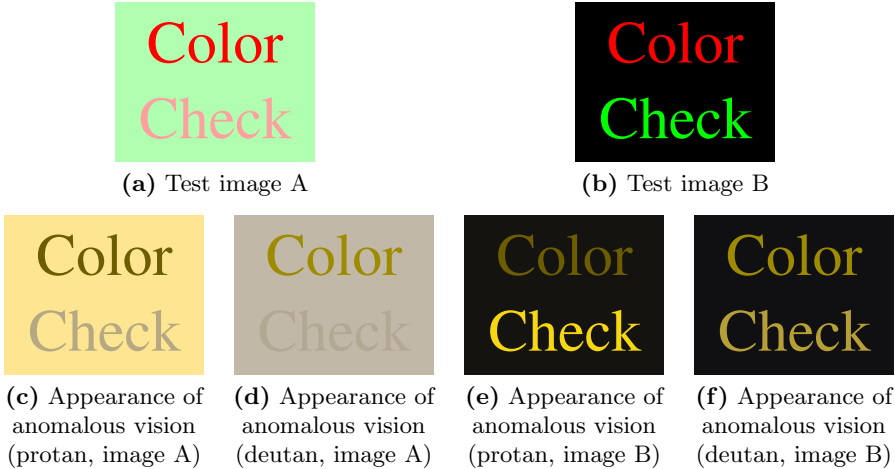 Color
Check
(a) Test image A
Color
Check
(b) Test image B
Color
Check
(c) Appearance of
anomalous vision
(protan, image A)
Color
Check
(d) Appearance of
anomalous vision
(deutan, image A)
Color
Check
(e) Appearance of
anomalous vision
(protan, image B)
Color
Check
(f) Appearance of
anomalous vision
(deutan, image B)